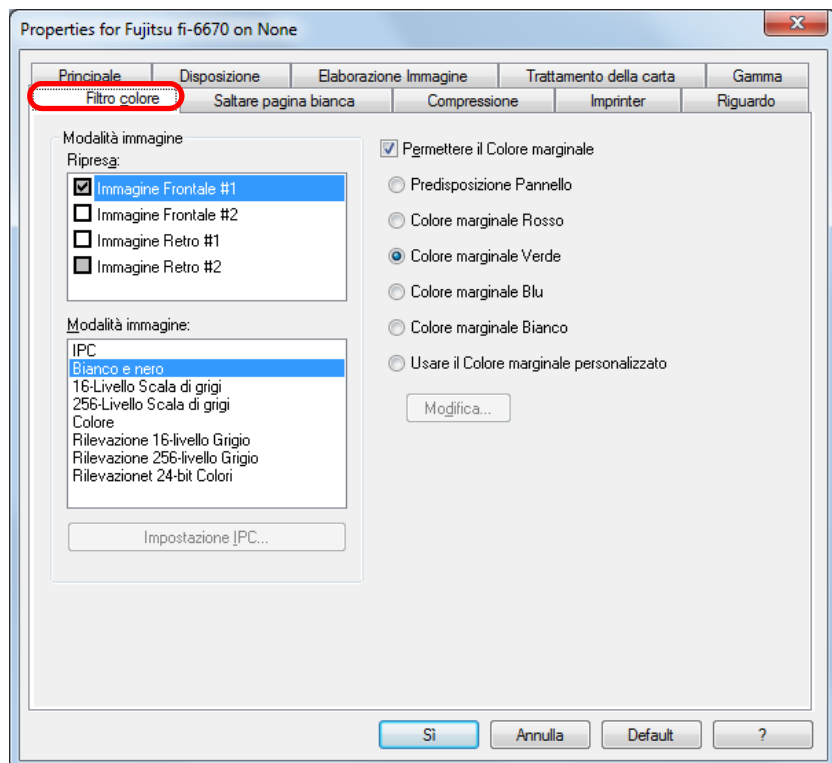 Properties for Fujitsu fi-6670 on None
Principale Disposizione Elaborazione Immagine Trattamento della carta Gamma
Filtro colore Saltare pagina bianca Compressione Imprinter Riguardo
Modalità immagine
Ripresa:
Immagine Frontale #1
Immagine Frontale #2
Immagine Retro #1
Immagine Retro #2
Modalità immagine:
IPC
Bianco e nero
16-Livello Scala di grigi
256-Livello Scala di grigi
Colore
Rilevazione 16-livello Grigio
Rilevazione 256-livello Grigio
Rilevazionet 24-bit Colori
Impostazione IPC...
Permettere il Colore marginale
Predisposizione Pannello
Colore marginale Rosso
Colore marginale Verde
Colore marginale Blu
Colore marginale Bianco
Usare il Colore marginale personalizzato
Modifica...
Sì Annulla Default ?